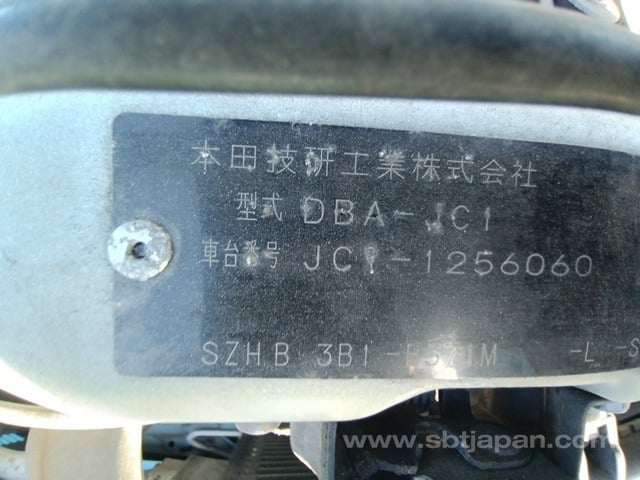 本田技研工業株式会社
型式 DBA-JC1
車台番号 JC1-1256060
SZHB 3B1 -L -S
www.sbtjapan.com